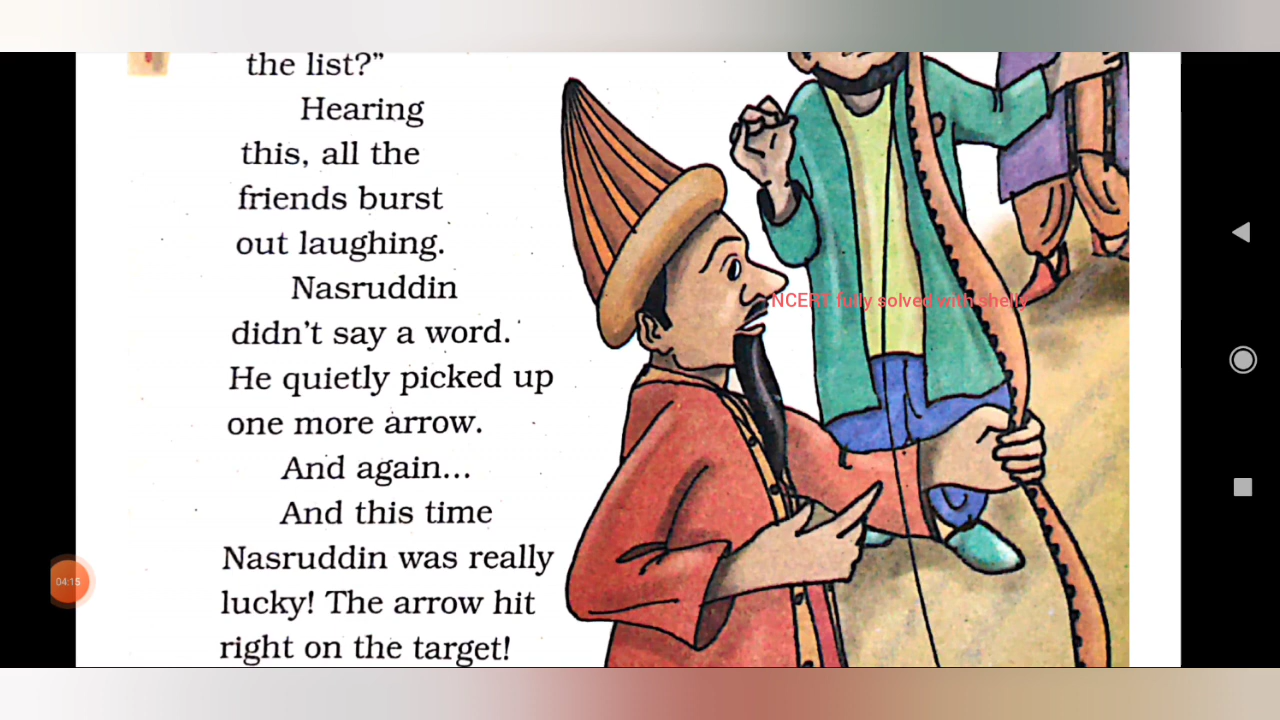 the list?”
Hearing
this, all the
friends burst
out laughing.
Nasruddin
didn’t say a word.
He quietly picked up
one more arrow.
And again...
And this time
Nasruddin was really
lucky! The arrow hit
right on the target!
NCERT fully solved with shelly
04:15